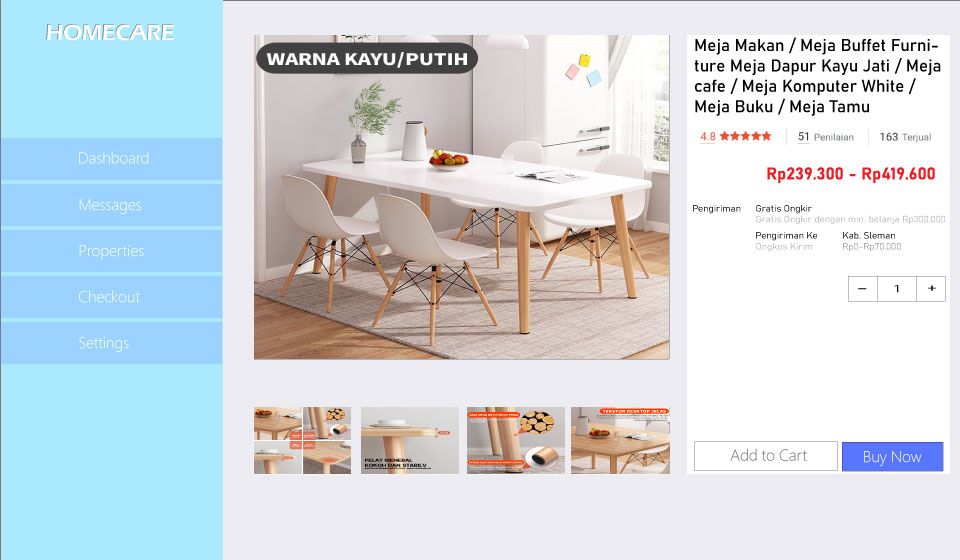 HOMECARE
Dashboard
Messages
Properties
Checkout
Settings
WARNA KAYU/PUTIH
PELAT MENEBAL
KOKOH DAN STABILV
TEKSTUR DESKTOP JELAS
Meja Makan / Meja Buffet Furni-
ture Meja Dapur Kayu Jati / Meja
cafe / Meja Komputer White /
Meja Buku / Meja Tamu
4.8 51 Penilaian 163 Terjual
Rp239.300 - Rp419.600
Pengiriman Gratis Ongkir
Gratis Ongkir dengan min. belanja Rp300.000
Pengiriman Ke Kab. Sleman
Ongkos Kirim Rp0-Rp70.000
– 1 +
Add to Cart Buy Now